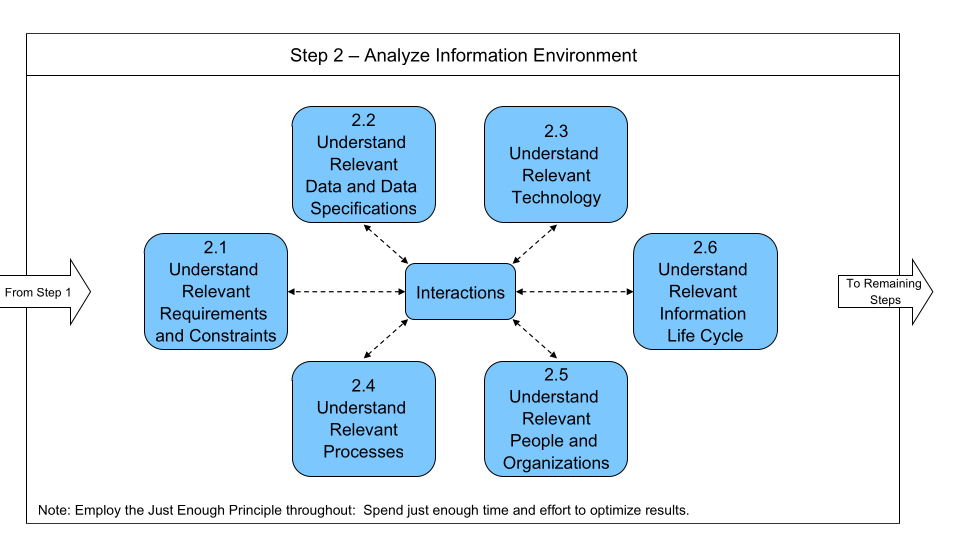 Step 2 – Analyze Information Environment
2.2
Understand
Relevant
Data and Data
Specifications
2.3
Understand
Relevant
Technology
2.1
Understand
Relevant
Requirements
and Constraints
Interactions
2.6
Understand
Relevant
Information
Life Cycle
From Step 1
To Remaining
Steps
2.4
Understand
Relevant
Processes
2.5
Understand
Relevant
People and
Organizations
Note: Employ the Just Enough Principle throughout: Spend just enough time and effort to optimize results.